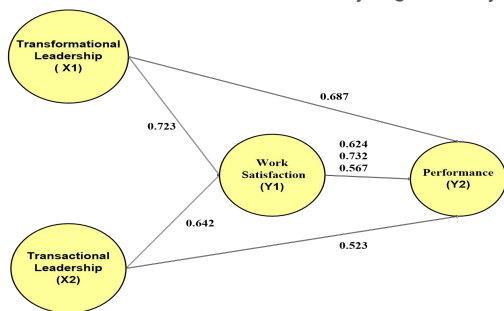 Transformational
Leadership
( X1)
0.687
0.723
0.624
0.732
0.567
Work
Satisfaction
(Y1)
Performance
(Y2)
0.642
0.523
Transactional
Leadership
(X2)